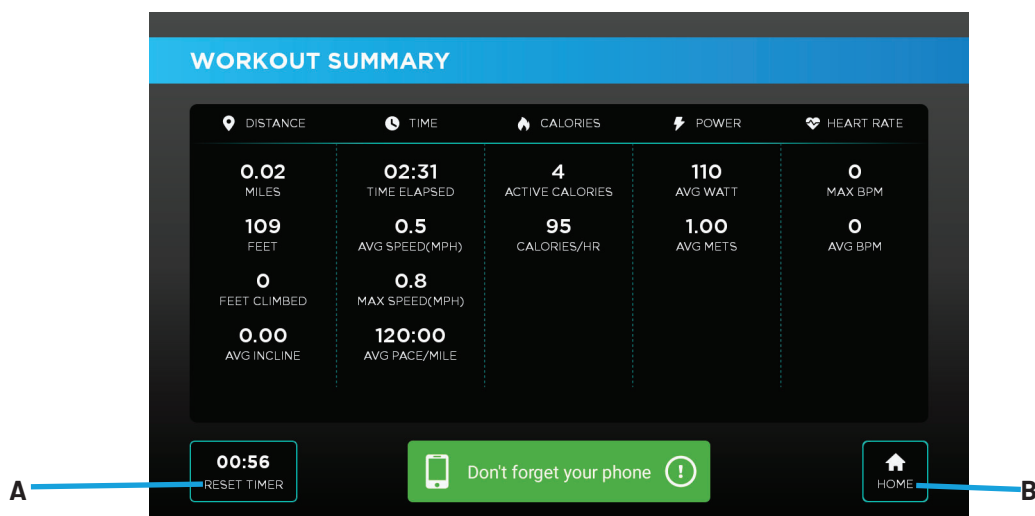 WORKOUT SUMMARY
DISTANCE
TIME
CALORIES
POWER
HEART RATE
0.02
MILES
109
FEET
0
FEET CLIMBED
0.00
AVG INCLINE
02:31
TIME ELAPSED
0.5
AVG SPEED(MPH)
0.8
MAX SPEED(MPH)
120:00
AVG PACE/MILE
4
ACTIVE CALORIES
95
CALORIES/HR
110
AVG WATT
1.00
AVG METS
0
MAX BPM
0
AVG BPM
A
00:56
RESET TIMER
Don't forget your phone
!
HOME
B